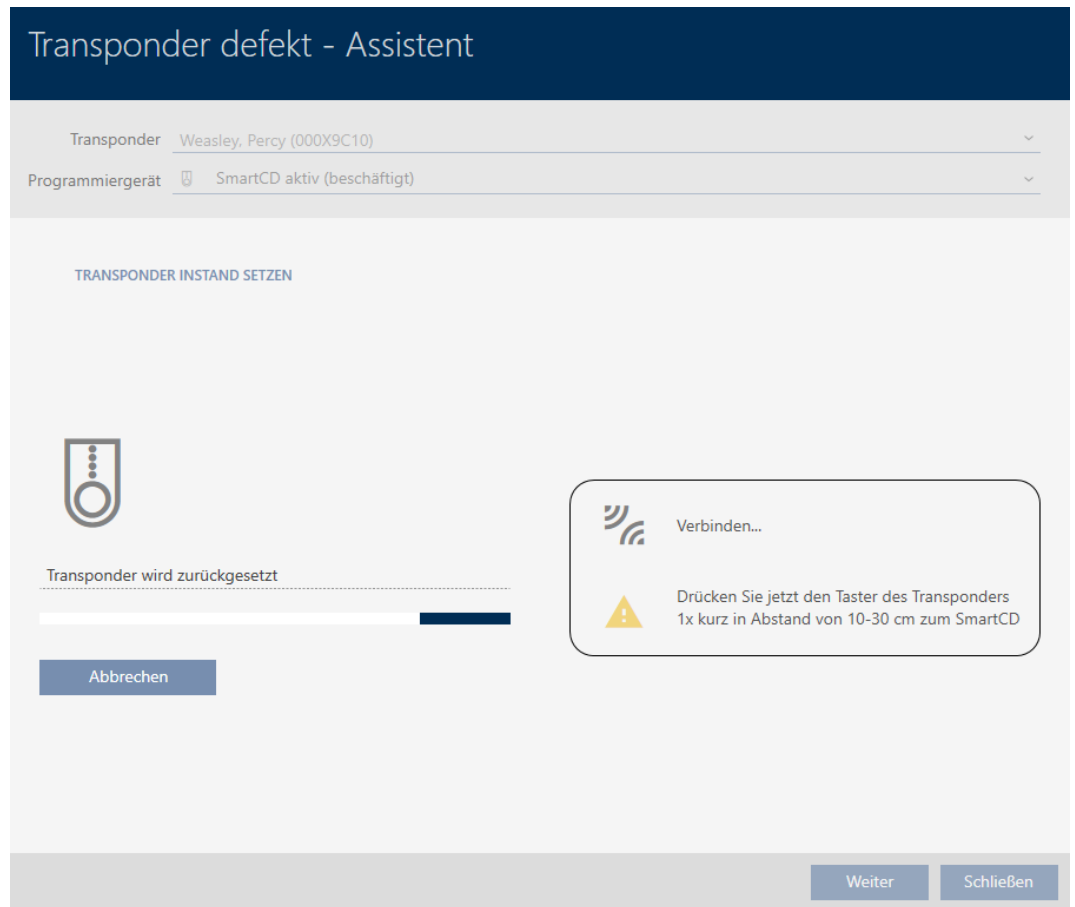 Transponder defekt - Assistent
Transponder Weasley, Percy (000X9C10)
Programmiergerät SmartCD aktiv (beschäftigt)
TRANSPONDER INSTAND SETZEN
Verbinden...
Transponder wird zurückgesetzt
Drücken Sie jetzt den Taster des Transponders
1x kurz in Abstand von 10-30 cm zum SmartCD
Abbrechen
Weiter Schließen